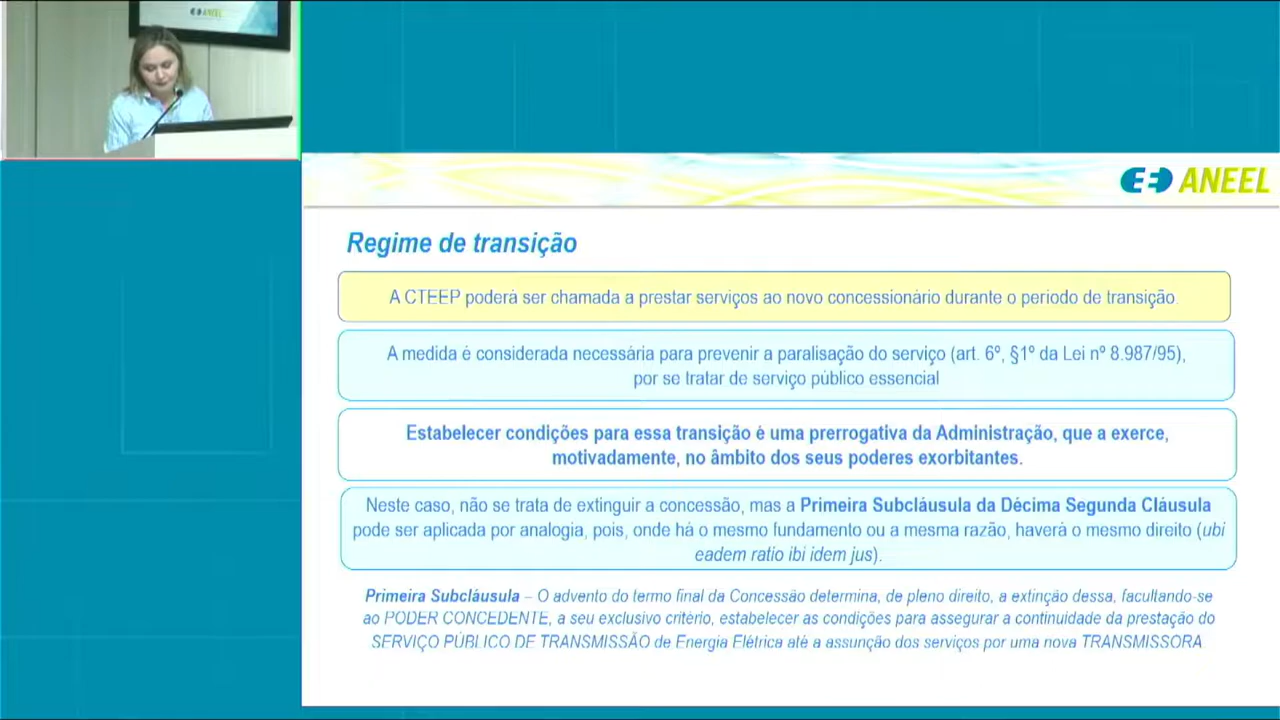 ANEEL
ANEEL
Regime de transição
A CTEEP poderá ser chamada a prestar serviços ao novo concessionário durante o período de transição.
A medida é considerada necessária para prevenir a paralisação do serviço (art. 6º, §1º da Lei nº 8.987/95),
por se tratar de serviço público essencial
Estabelecer condições para essa transição é uma prerrogativa da Administração, que a exerce,
motivadamente, no âmbito dos seus poderes exorbitantes.
Neste caso, não se trata de extinguir a concessão, mas a Primeira Subcláusula da Décima Segunda Cláusula
pode ser aplicada por analogia, pois, onde há o mesmo fundamento ou a mesma razão, haverá o mesmo direito (ubi
eadem ratio ibi idem jus).
Primeira Subcláusula – O advento do termo final da Concessão determina, de pleno direito, a extinção dessa, facultando-se
ao PODER CONCEDENTE, a seu exclusivo critério, estabelecer as condições para assegurar a continuidade da prestação do
SERVIÇO PÚBLICO DE TRANSMISSÃO de Energia Elétrica até a assunção dos serviços por uma nova TRANSMISSORA.